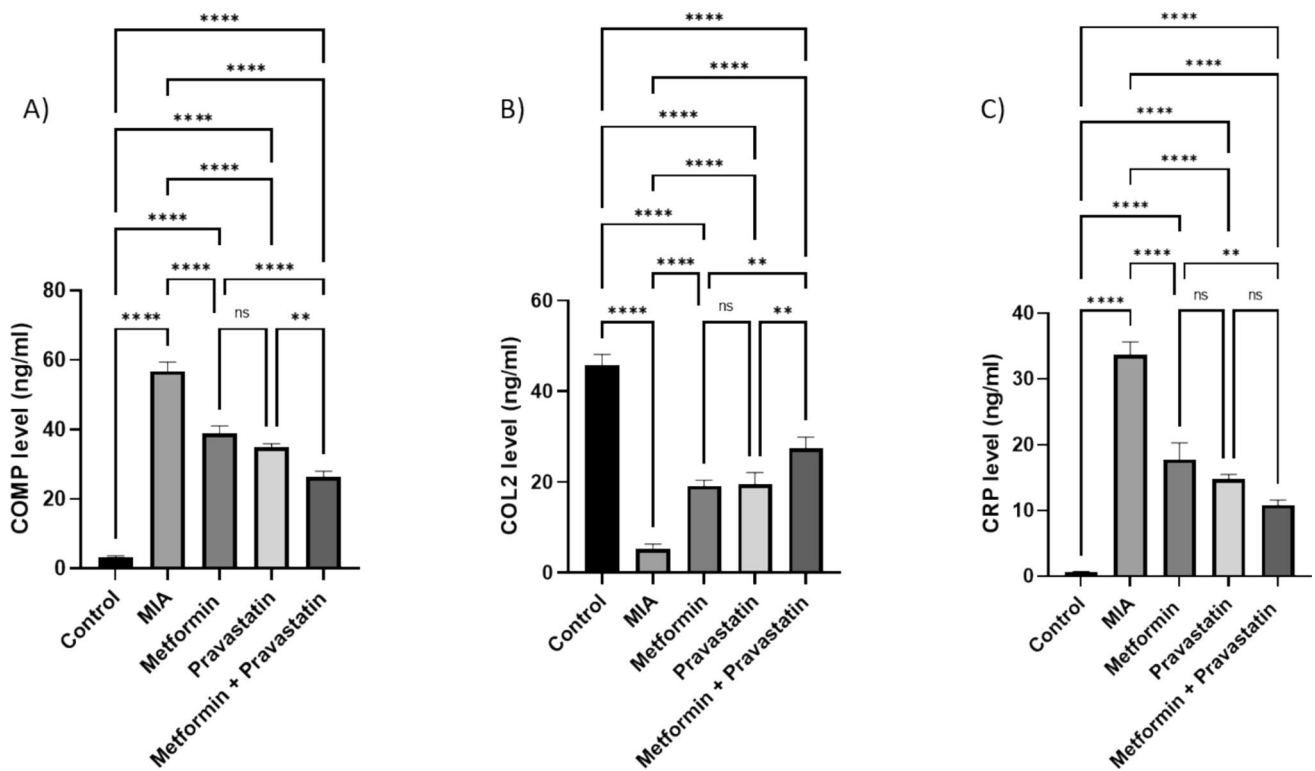 A)
****
****
****
****
****
****
****
****
ns
**
80
60
40
20
0
COMP level (ng/ml)
Control
MIA
Metformin
Pravastatin
Metformin + Pravastatin
B)
****
****
****
****
****
****
**
****
ns
**
60
40
20
0
COL2 level (ng/ml)
Control
MIA
Metformin
Pravastatin
Metformin + Pravastatin
C)
****
****
****
****
****
****
**
****
ns
ns
40
30
20
10
0
CRP level (ng/ml)
Control
MIA
Metformin
Pravastatin
Metformin + Pravastatin